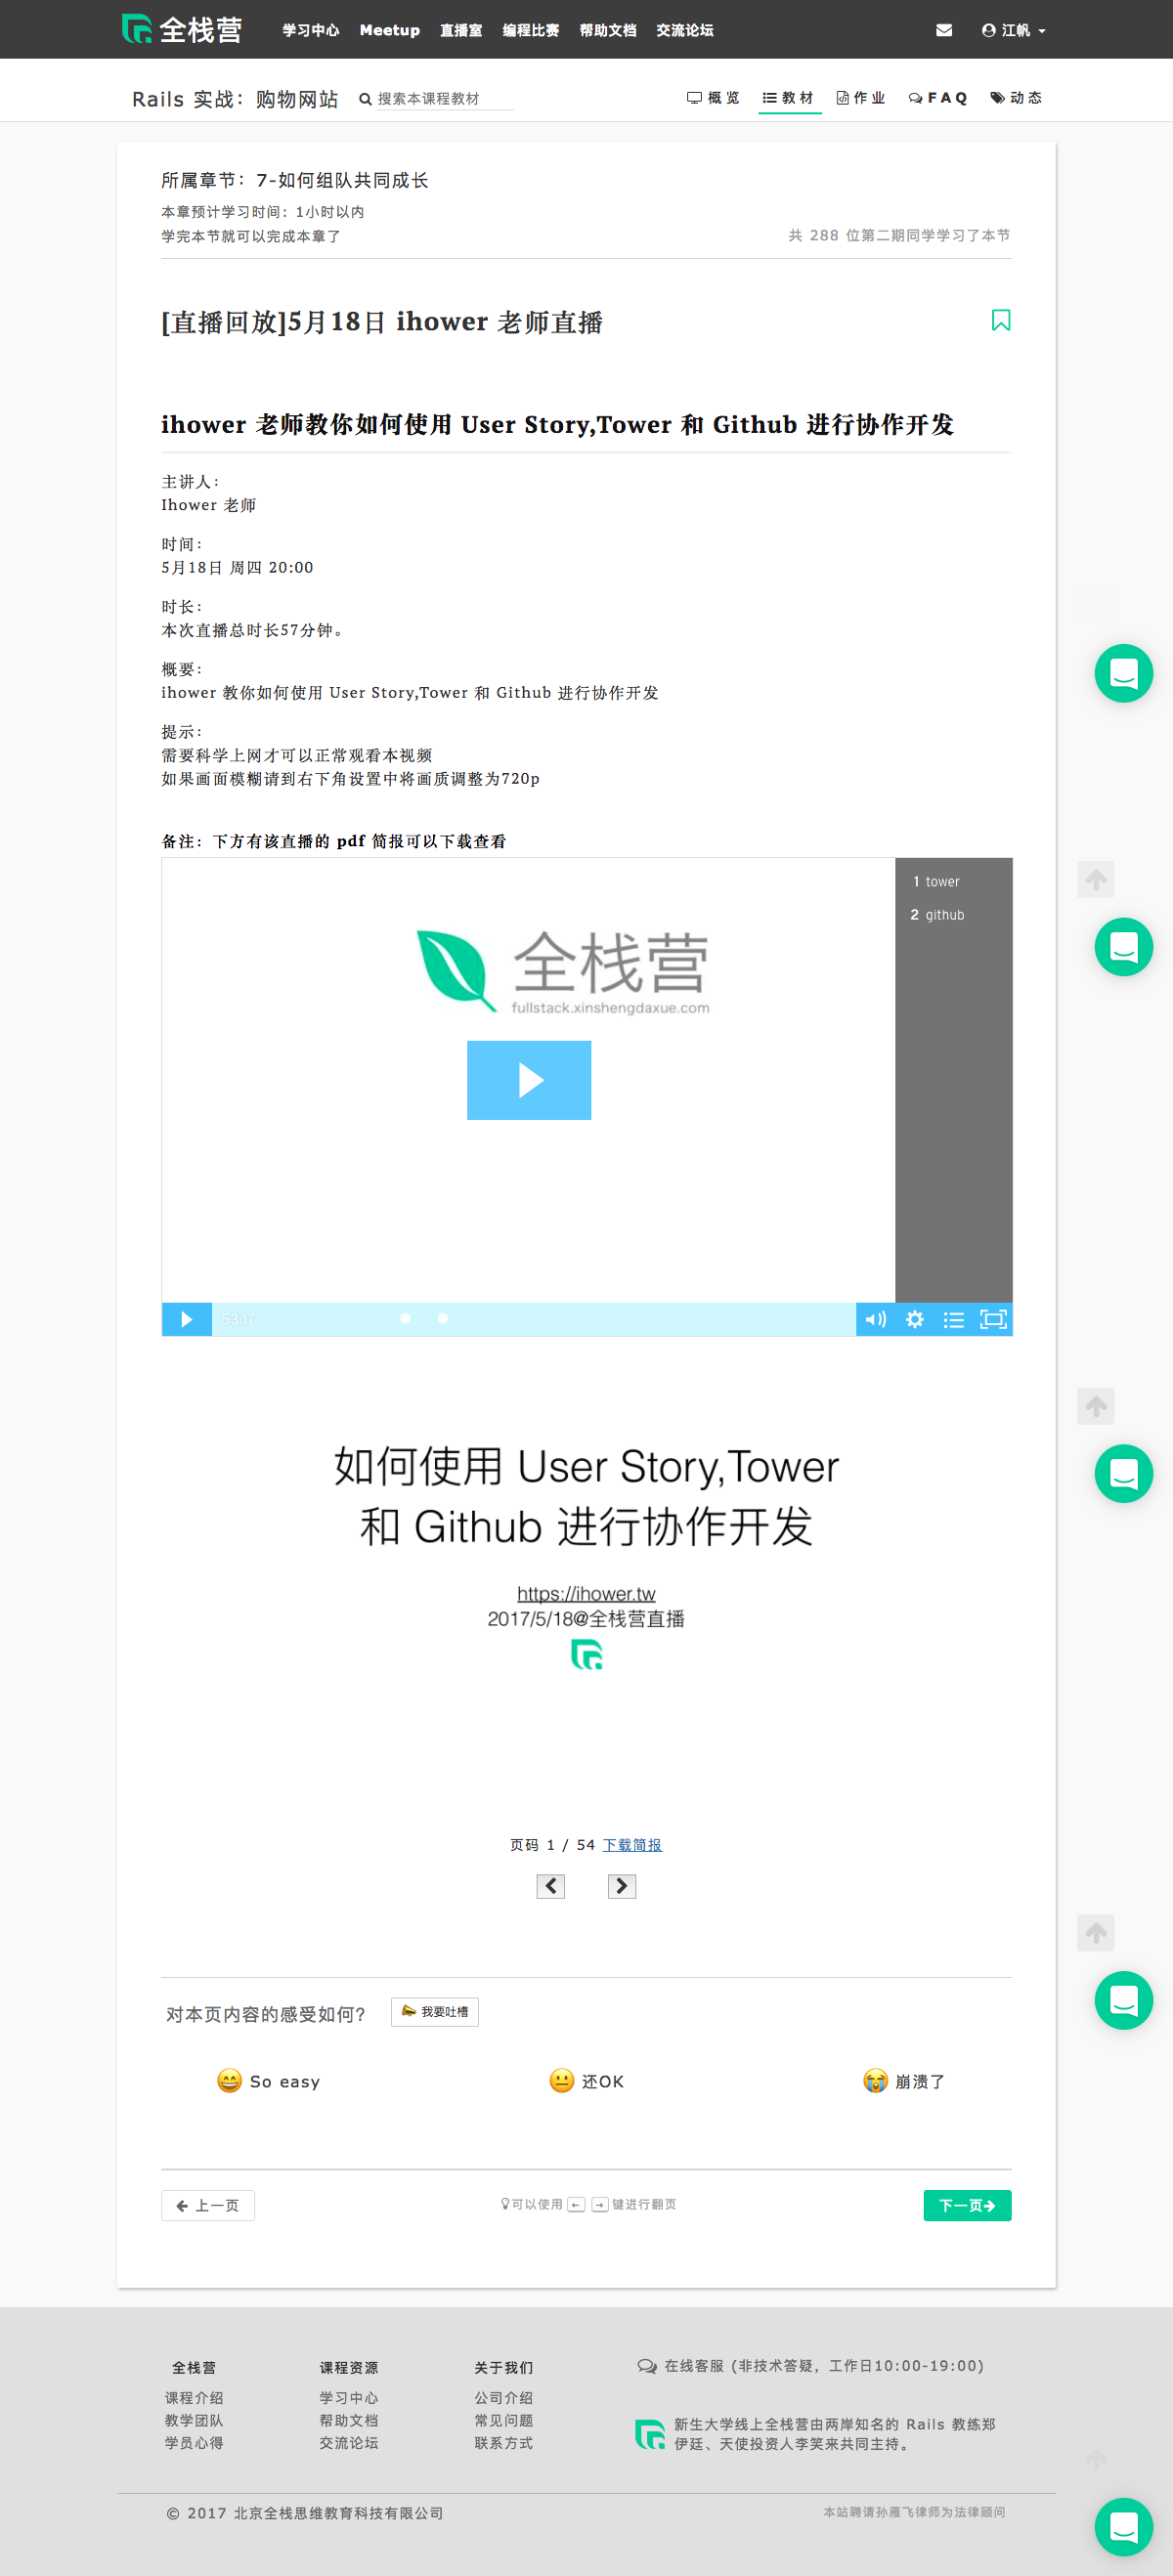 全栈营 学习中心 Meetup 直播室 编程比赛 帮助文档 交流论坛 江帆
Rails 实战：购物网站 搜索本课程教材 概览 教材 作业 FAQ 动态
所属章节：7-如何组队共同成长
本章预计学习时间：1小时以内
学完本节就可以完成本章了 共 288 位第二期同学学习了本节
[直播回放]5月18日 ihower 老师直播
ihower 老师教你如何使用 User Story,Tower 和 Github 进行协作开发
主讲人：
Ihower 老师
时间：
5月18日 周四 20:00
时长：
本次直播总时长57分钟。
概要：
ihower 教你如何使用 User Story,Tower 和 Github 进行协作开发
提示：
需要科学上网才可以正常观看本视频
如果画面模糊请到右下角设置中将画质调整为720p
备注：下方有该直播的 pdf 简报可以下载查看
1 tower
2 github
全栈营
fullstack.xinshengdaxue.com
53:17
如何使用 User Story,Tower
和 Github 进行协作开发
https://ihower.tw
2017/5/18@全栈营直播
页码 1 / 54 下载简报
对本页内容的感受如何? 我要吐槽
So easy 还OK 崩溃了
上一页 可以使用 ← → 键进行翻页 下一页
全栈营 课程资源 关于我们 在线客服 (非技术答疑，工作日10:00-19:00)
课程介绍 学习中心 公司介绍
教学团队 帮助文档 常见问题 新生大学线上全栈营由两岸知名的 Rails 教练郑
学员心得 交流论坛 联系方式 伊廷、天使投资人李笑来共同主持。
© 2017 北京全栈思维教育科技有限公司 本站聘请孙雁飞律师为法律顾问